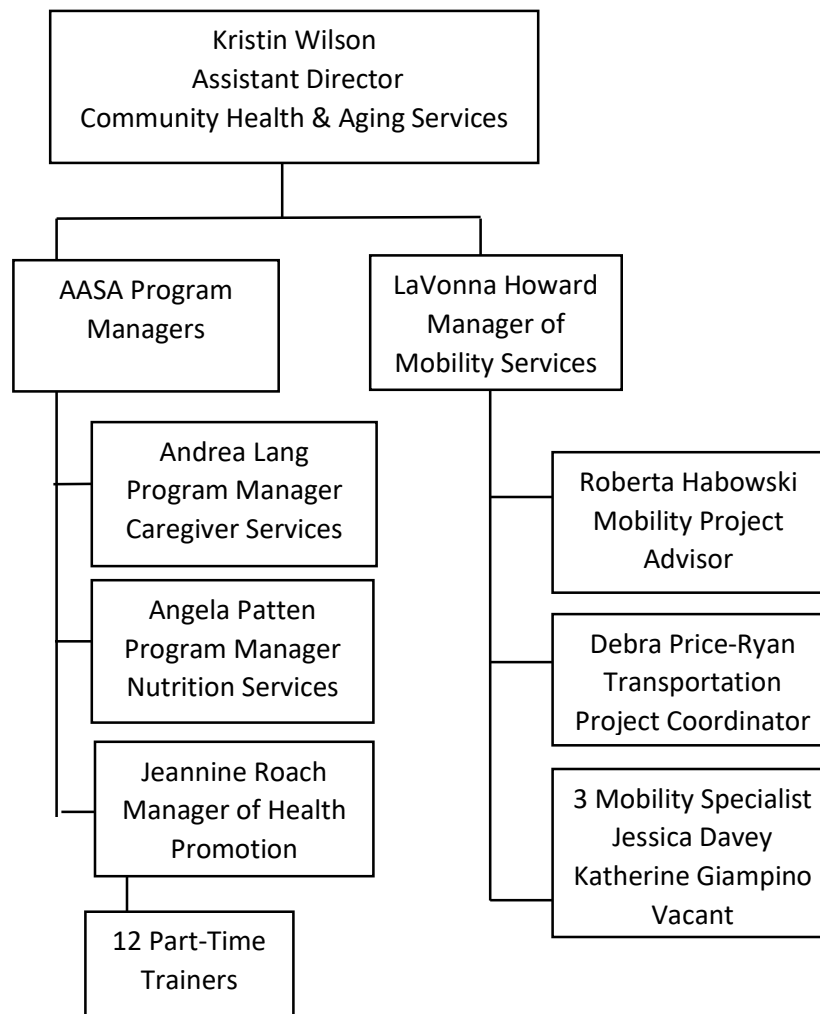 Kristin Wilson
Assistant Director
Community Health & Aging Services
AASA Program
Managers
LaVonna Howard
Manager of
Mobility Services
Andrea Lang
Program Manager
Caregiver Services
Angela Patten
Program Manager
Nutrition Services
Jeannine Roach
Manager of Health
Promotion
12 Part-Time
Trainers
Roberta Habowski
Mobility Project
Advisor
Debra Price-Ryan
Transportation
Project Coordinator
3 Mobility Specialist
Jessica Davey
Katherine Giampino
Vacant